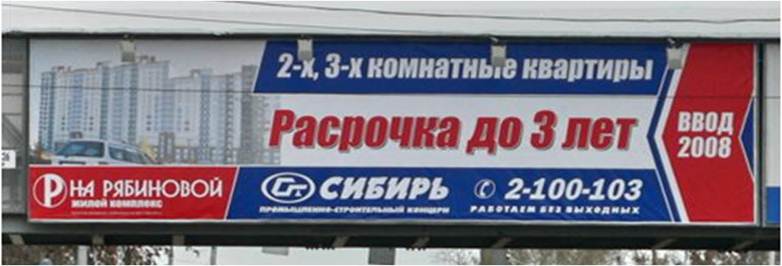 2-х, 3-х комнатные квартиры
Расрочка до 3 лет
ВВОД
2008
НА РЯБИНОВОЙ
ЖИЛОЙ КОМПЛЕКС
СИБИРЬ
ПРОМЫШЛЕННО-СТРОИТЕЛЬНЫЙ КОНЦЕРН
2-100-103
РАБОТАЕМ БЕЗ ВЫХОДНЫХ